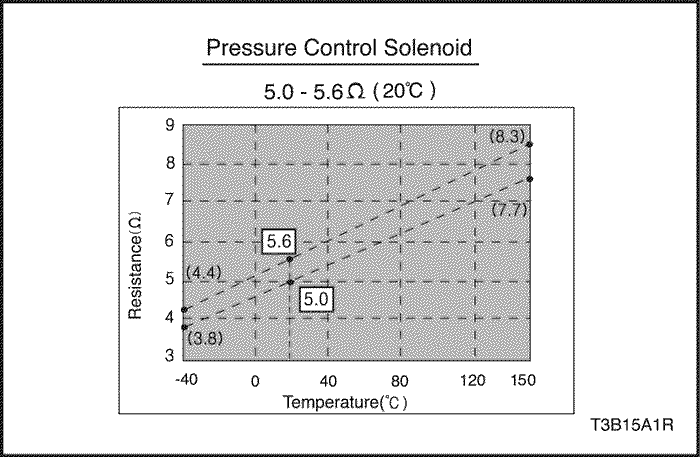 Pressure Control Solenoid
5.0 - 5.6Ω (20℃)
9
(8.3)
8
7
(7.7)
6
5.6
Resistance(Ω)
5
(4.4)
5.0
4
(3.8)
3
-40 0 40 80 120 150
Temperature(℃)
T3B15A1R